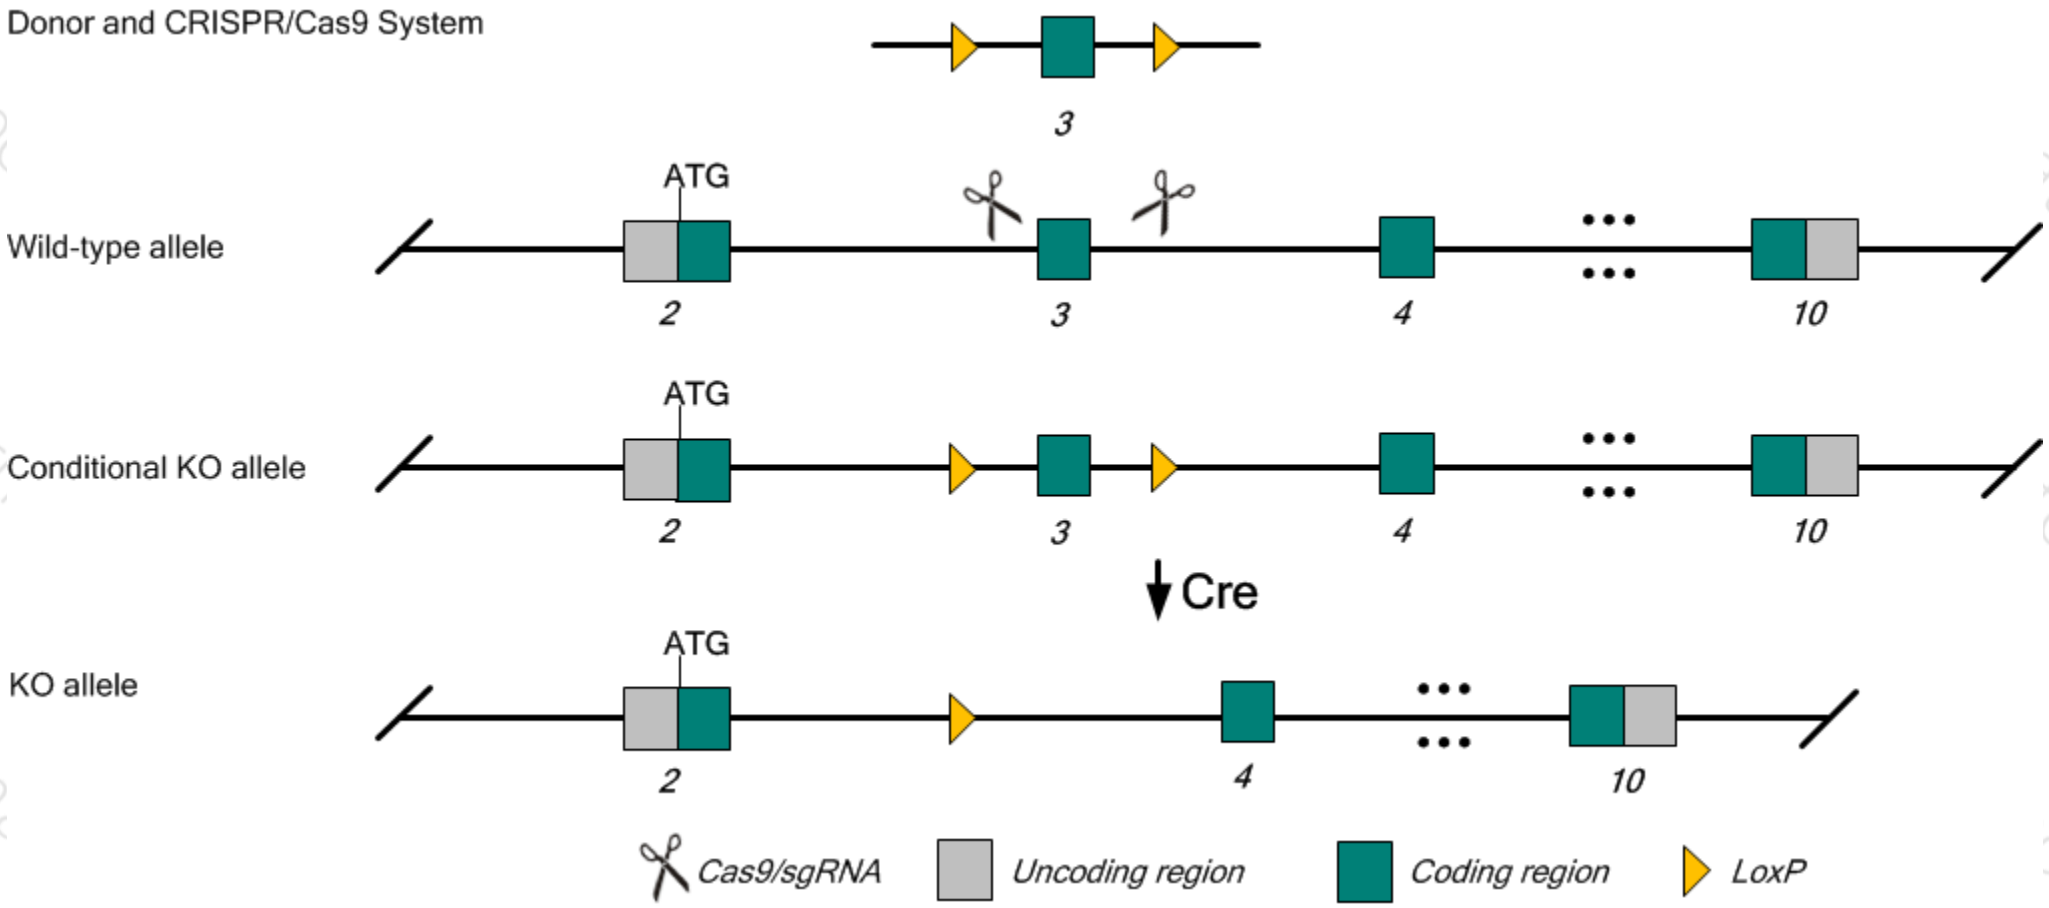 Donor and CRISPR/Cas9 System
3
ATG
Wild-type allele
2 3 4 10
ATG
Conditional KO allele
2 3 4 10
Cre
ATG
KO allele
2 4 10
Cas9/sgRNA Uncoding region Coding region LoxP